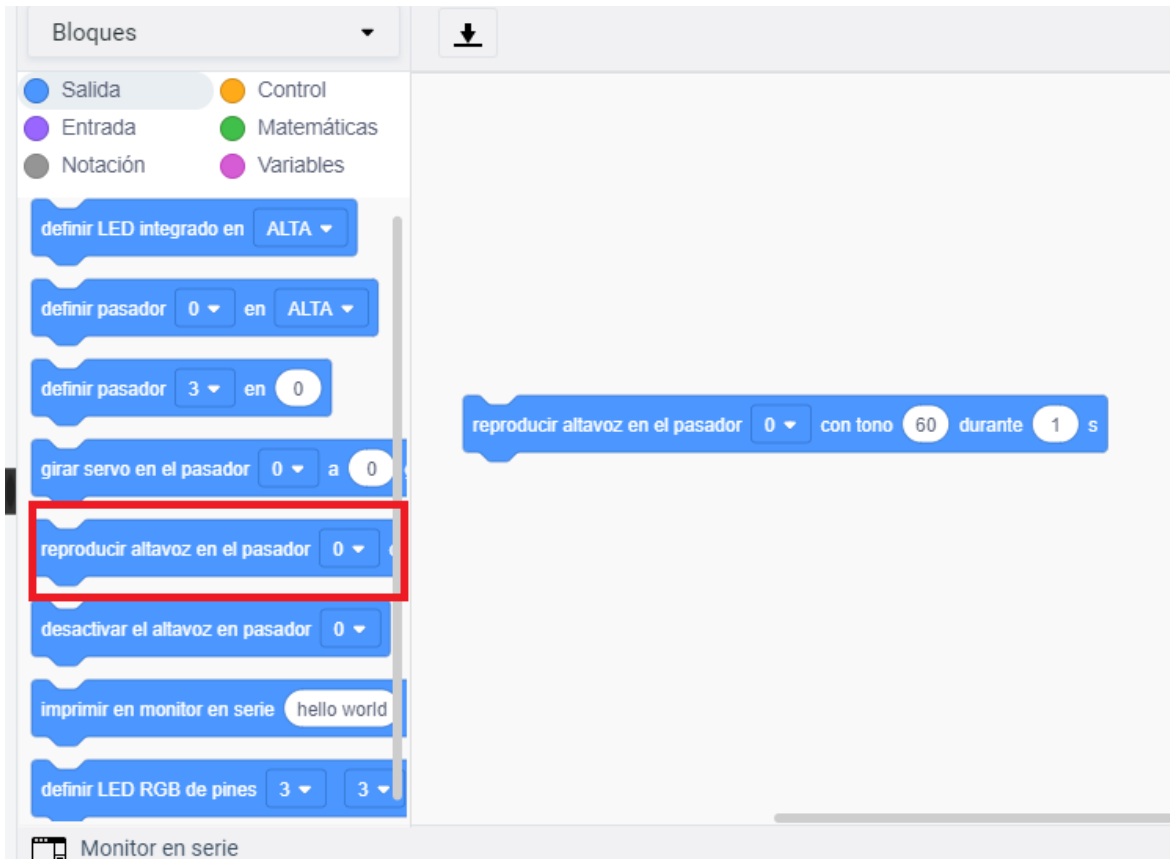 Bloques
Salida Control
Entrada Matemáticas
Notación Variables
definir LED integrado en ALTA
definir pasador 0 en ALTA
definir pasador 3 en 0
girar servo en el pasador 0 a 0
reproducir altavoz en el pasador 0
desactivar el altavoz en pasador 0
imprimir en monitor en serie hello world
definir LED RGB de pines 3 3
reproducir altavoz en el pasador 0 con tono 60 durante 1 s
Monitor en serie